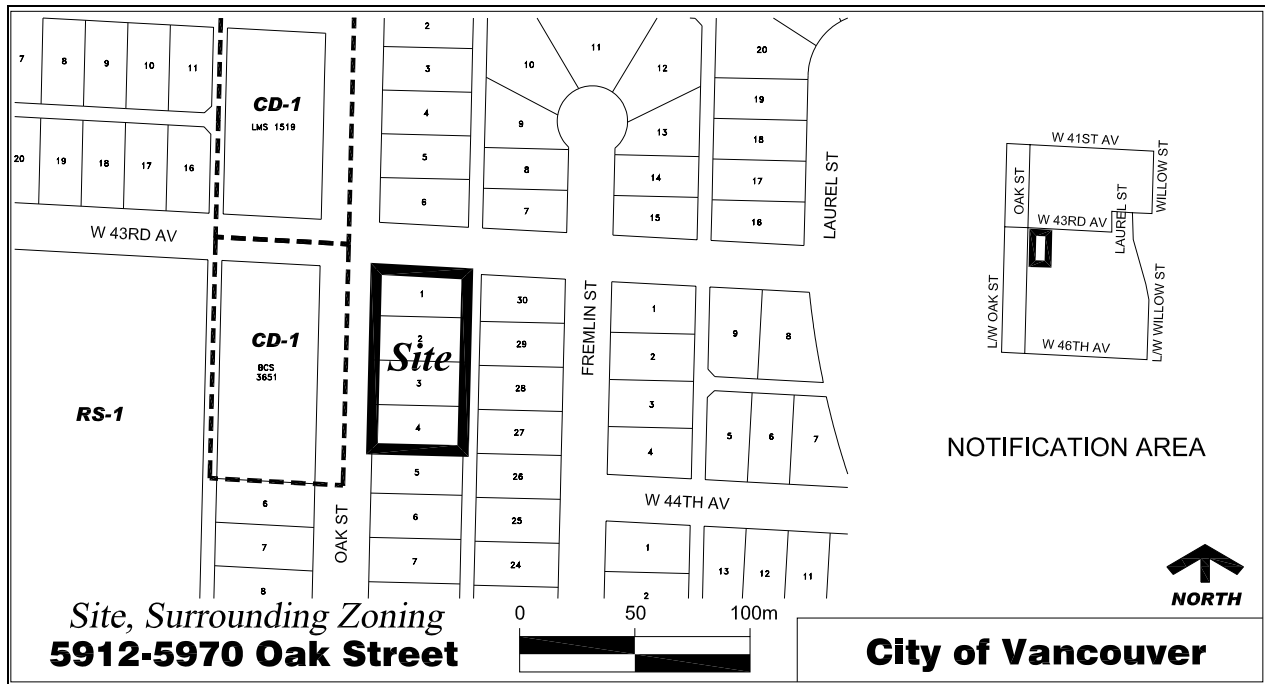 7
8
9
10
11
CD-1
LMS 1519
2
3
4
5
6
10
11
12
9
13
8
14
7
15
20
19
18
17
16
LAUREL ST
20
19
18
17
16
W 43RD AV
CD-1
BCS
3651
RS-1
6
7
8
OAK ST
1
2
Site
3
4
5
6
7
30
29
28
27
26
25
24
FREMLIN ST
1
2
3
4
9
8
5
6
7
W 44TH AV
1
2
13
12
11
W 41ST AV
OAK ST
W 43RD AV
LAUREL ST
WILLOW ST
L/W OAK ST
L/W WILLOW ST
W 46TH AV
NOTIFICATION AREA
NORTH
Site, Surrounding Zoning
5912-5970 Oak Street
0
50
100m
City of Vancouver